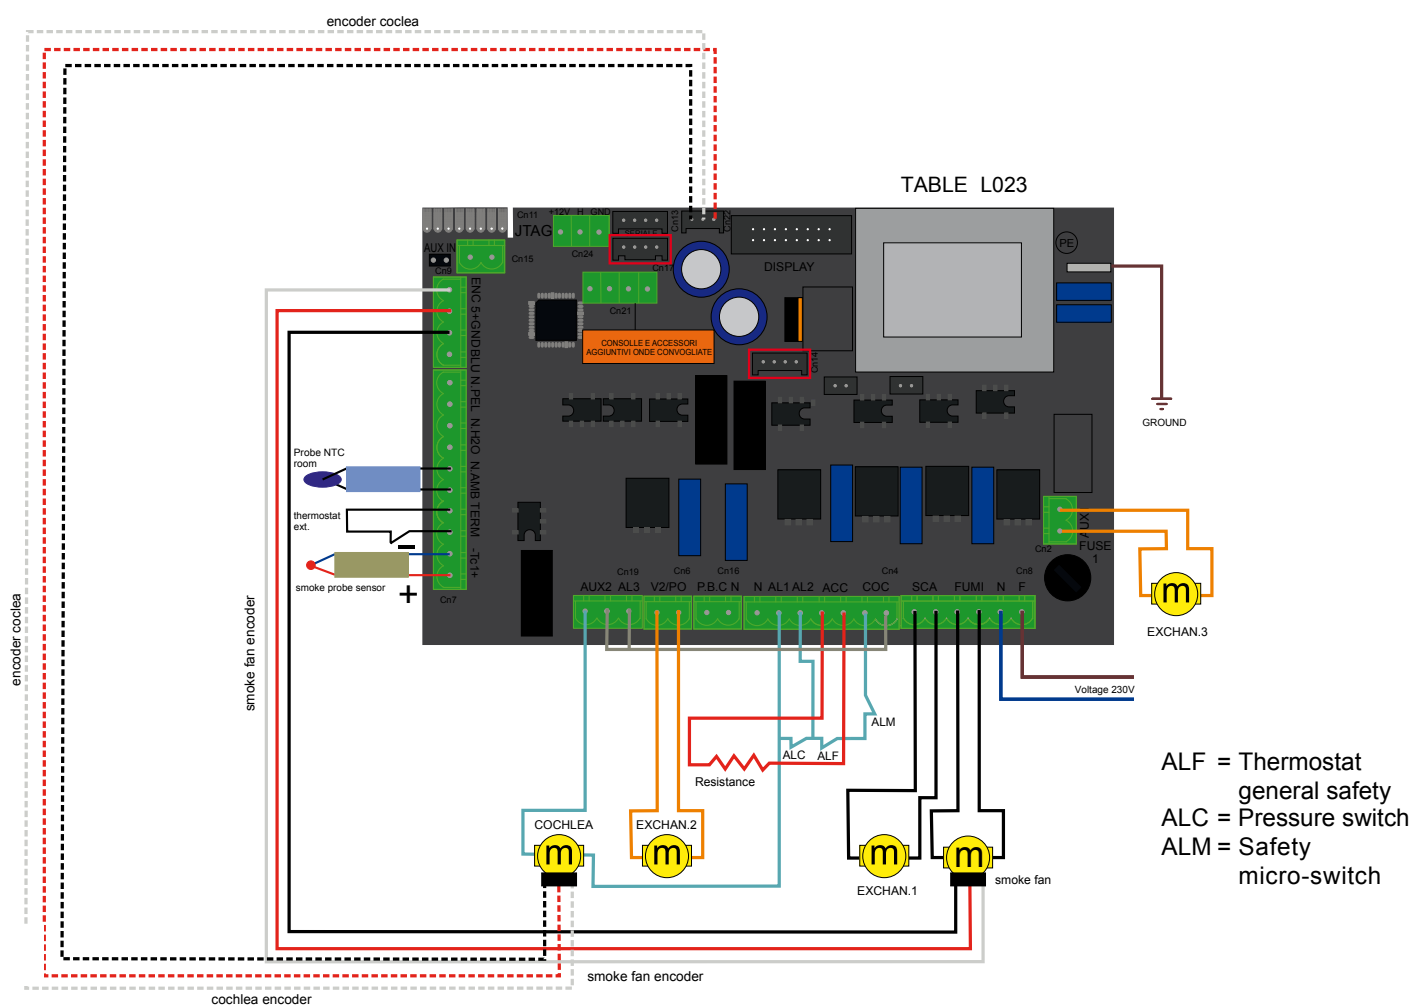 encoder coclea
TABLE L023
Cn11
+12V H GND
JTAG
Cn24
Cn13
Cn22
AUX IN
Cn9
Cn15
Cn17
DISPLAY
PE
Cn21
CONSOLLE E ACCESSORI
AGGIUNTIVI ONDE CONVOGLIATE
Cn14
GROUND
ENC 5+GND BLU N.PEL N.H2O N.AMB TERM -Tc1+
Probe NTC
room
thermostat
ext.
-
smoke probe sensor
+
Cn7
Cn19
Cn6
Cn16
Cn4
Cn8
Cn2
AUX
FUSE
1
AUX2 AL3 V2/PO P.B.C N N AL1 AL2 ACC COC SCA FUMI N F
m
EXCHAN.3
encoder coclea
smoke fan encoder
Voltage 230V
ALM
ALC
ALF
Resistance
ALF = Thermostat
general safety
ALC = Pressure switch
ALM = Safety
micro-switch
COCHLEA
m
EXCHAN.2
m
m
EXCHAN.1
m
smoke fan
smoke fan encoder
cochlea encoder